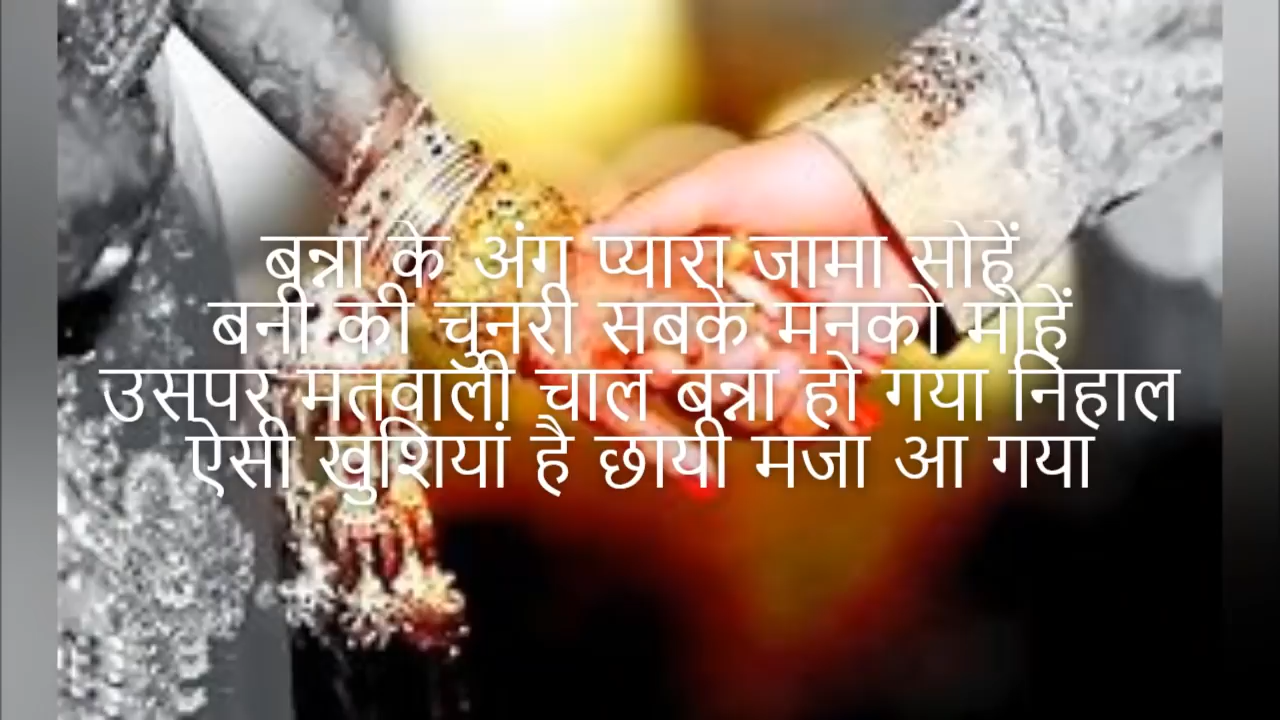 बन्ना के अंग प्यारा जामा सोहें
बनी की चुनरी सबके मनको मोहें
उसपर मतवाली चाल बन्ना हो गया निहाल
ऐसी खुशियां है छायी मजा आ गया